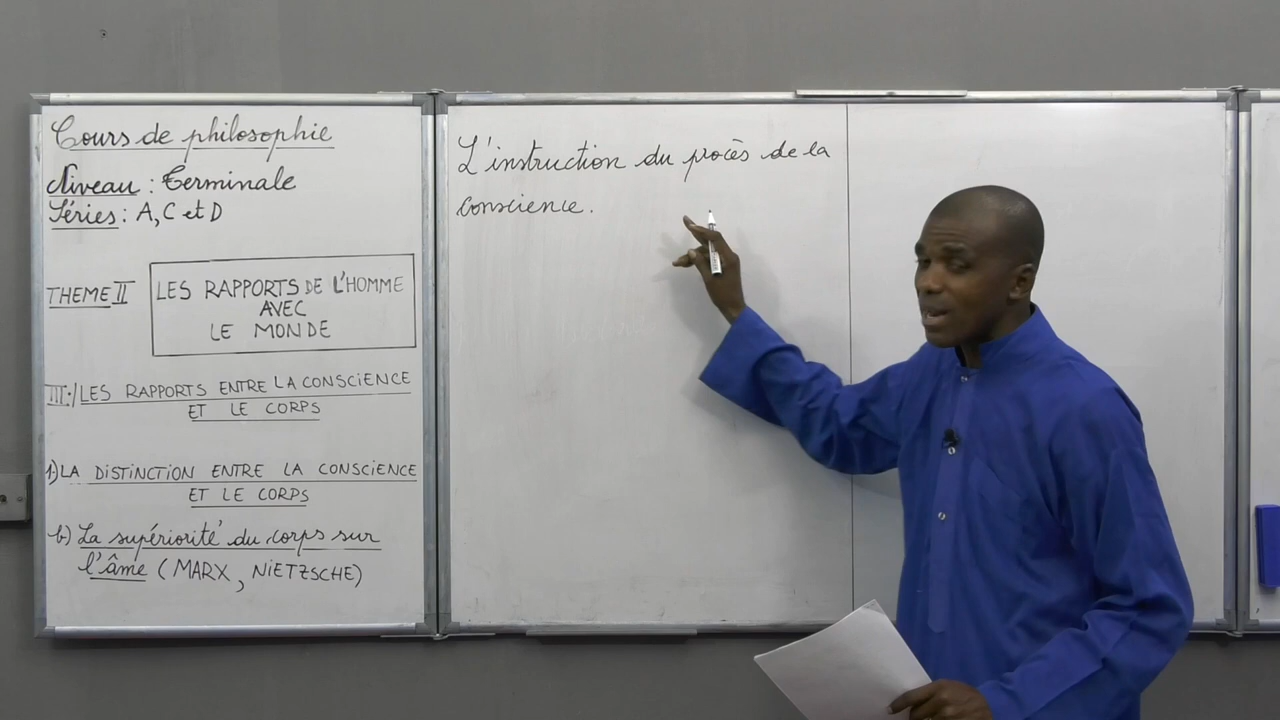 Cours de philosophie
Niveau : Terminale
Séries : A, C et D
THEME II
LES RAPPORTS DE L'HOMME
AVEC
LE MONDE
III-/ LES RAPPORTS ENTRE LA CONSCIENCE
ET LE CORPS
1) LA DISTINCTION ENTRE LA CONSCIENCE
ET LE CORPS
b) La supériorité du corps sur
l'âme (MARX, NIETZSCHE)
L'instruction du procès de la
conscience.